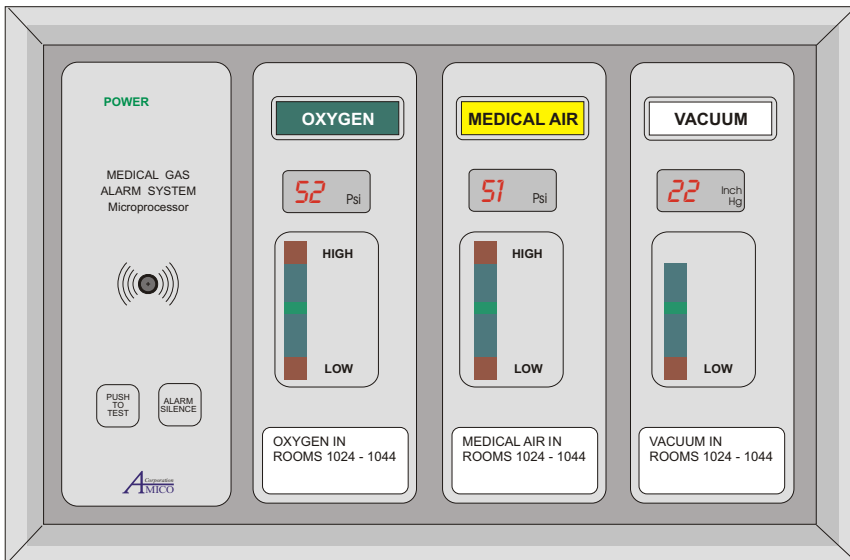 POWER
MEDICAL GAS
ALARM SYSTEM
Microprocessor
PUSH
TO
TEST
ALARM
SILENCE
Corporation
AMICO
OXYGEN
52 Psi
HIGH
LOW
OXYGEN IN
ROOMS 1024 - 1044
MEDICAL AIR
51 Psi
HIGH
LOW
MEDICAL AIR IN
ROOMS 1024 - 1044
VACUUM
22 Inch
Hg
LOW
VACUUM IN
ROOMS 1024 - 1044